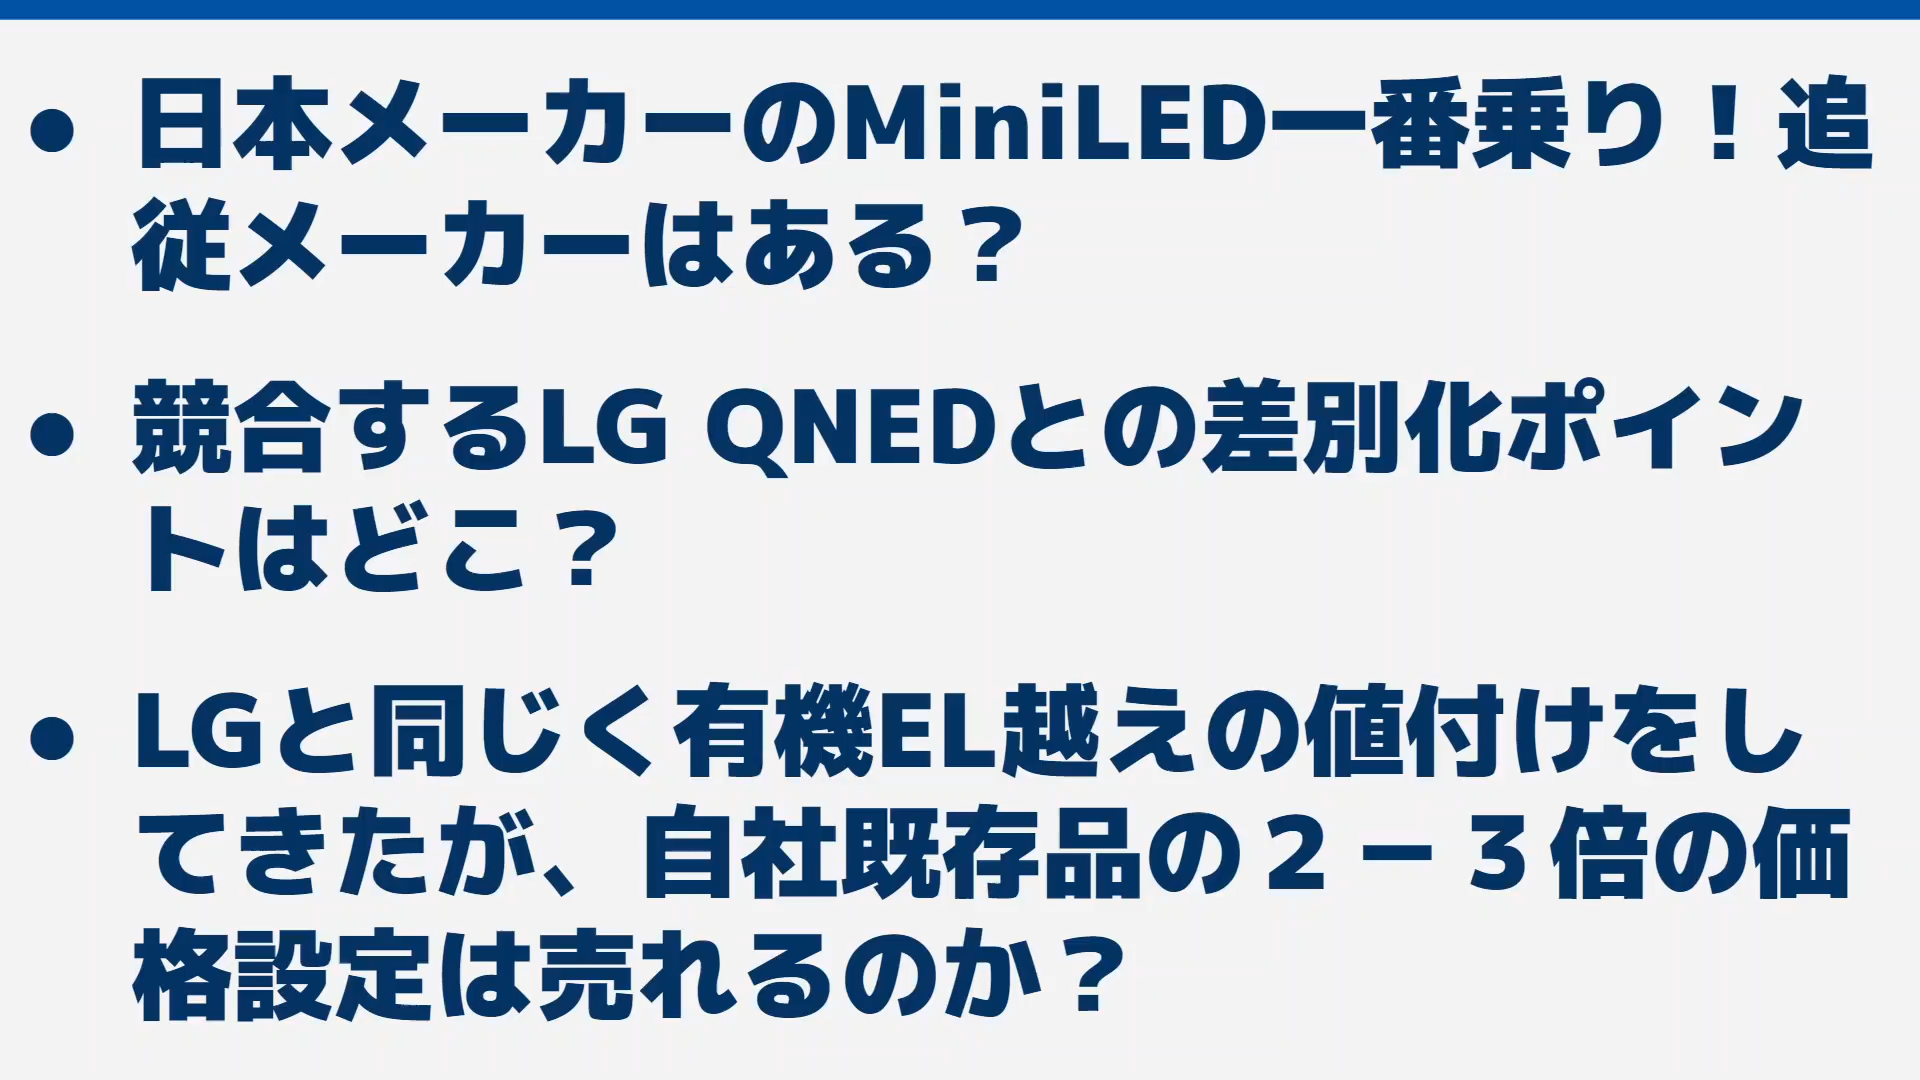 ● 日本メーカーのMiniLED一番乗り！追
従メーカーはある？
● 競合するLG QNEDとの差別化ポイン
トはどこ？
● LGと同じく有機EL越えの値付けをし
てきたが、自社既存品の２－３倍の価
格設定は売れるのか？